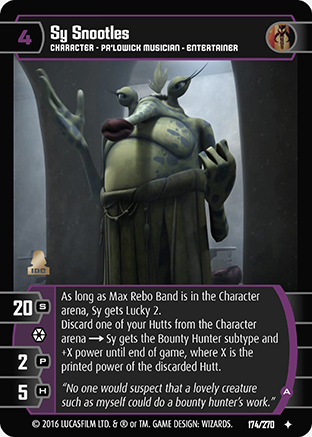 4
Sy Snootles
CHARACTER - PA'LOWICK MUSICIAN - ENTERTAINER
20 S
2 P
5 H
As long as Max Rebo Band is in the Character
arena, Sy gets Lucky 2.
Discard one of your Hutts from the Character
arena → Sy gets the Bounty Hunter subtype and
+X power until end of game, where X is the
printed power of the discarded Hutt.
"No one would suspect that a lovely creature
such as myself could do a bounty hunter's work."
A
© 2016 LUCASFILM LTD. & ® OR TM. GAME DESIGN: WIZARDS.
174/270